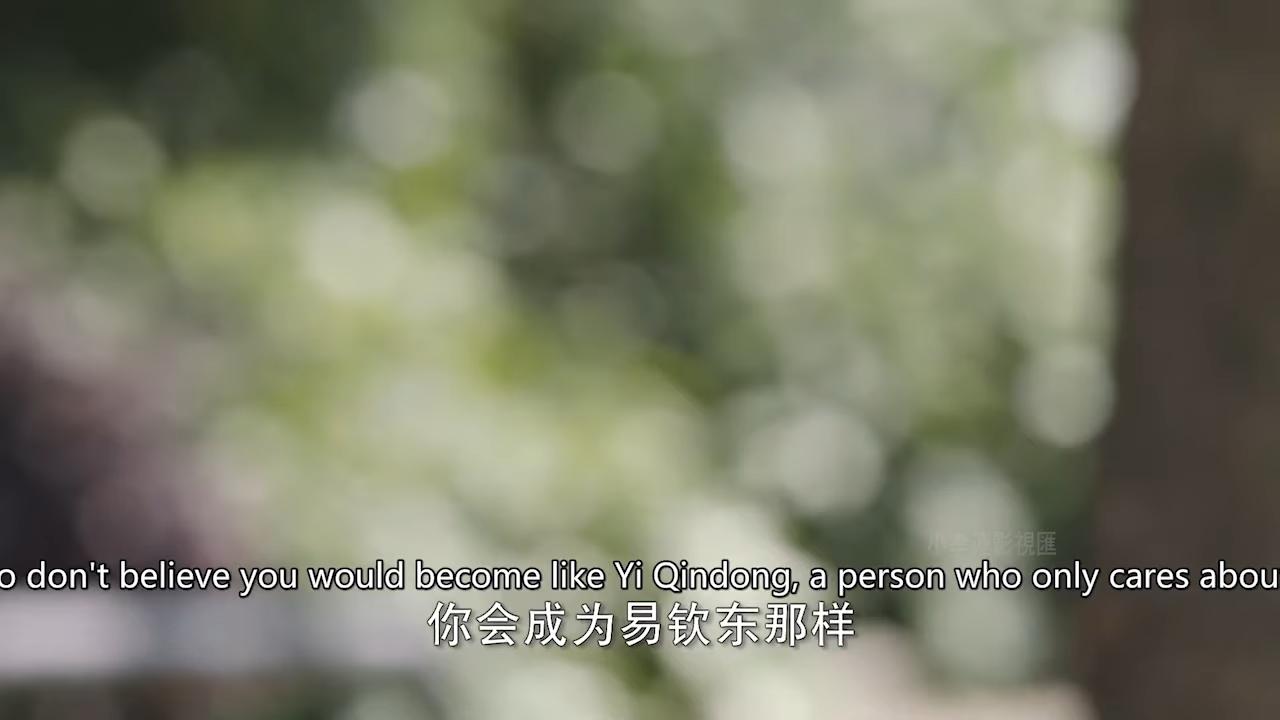 o don't believe you would become like Yi Qindong, a person who only cares abou
你会成为易钦东那样